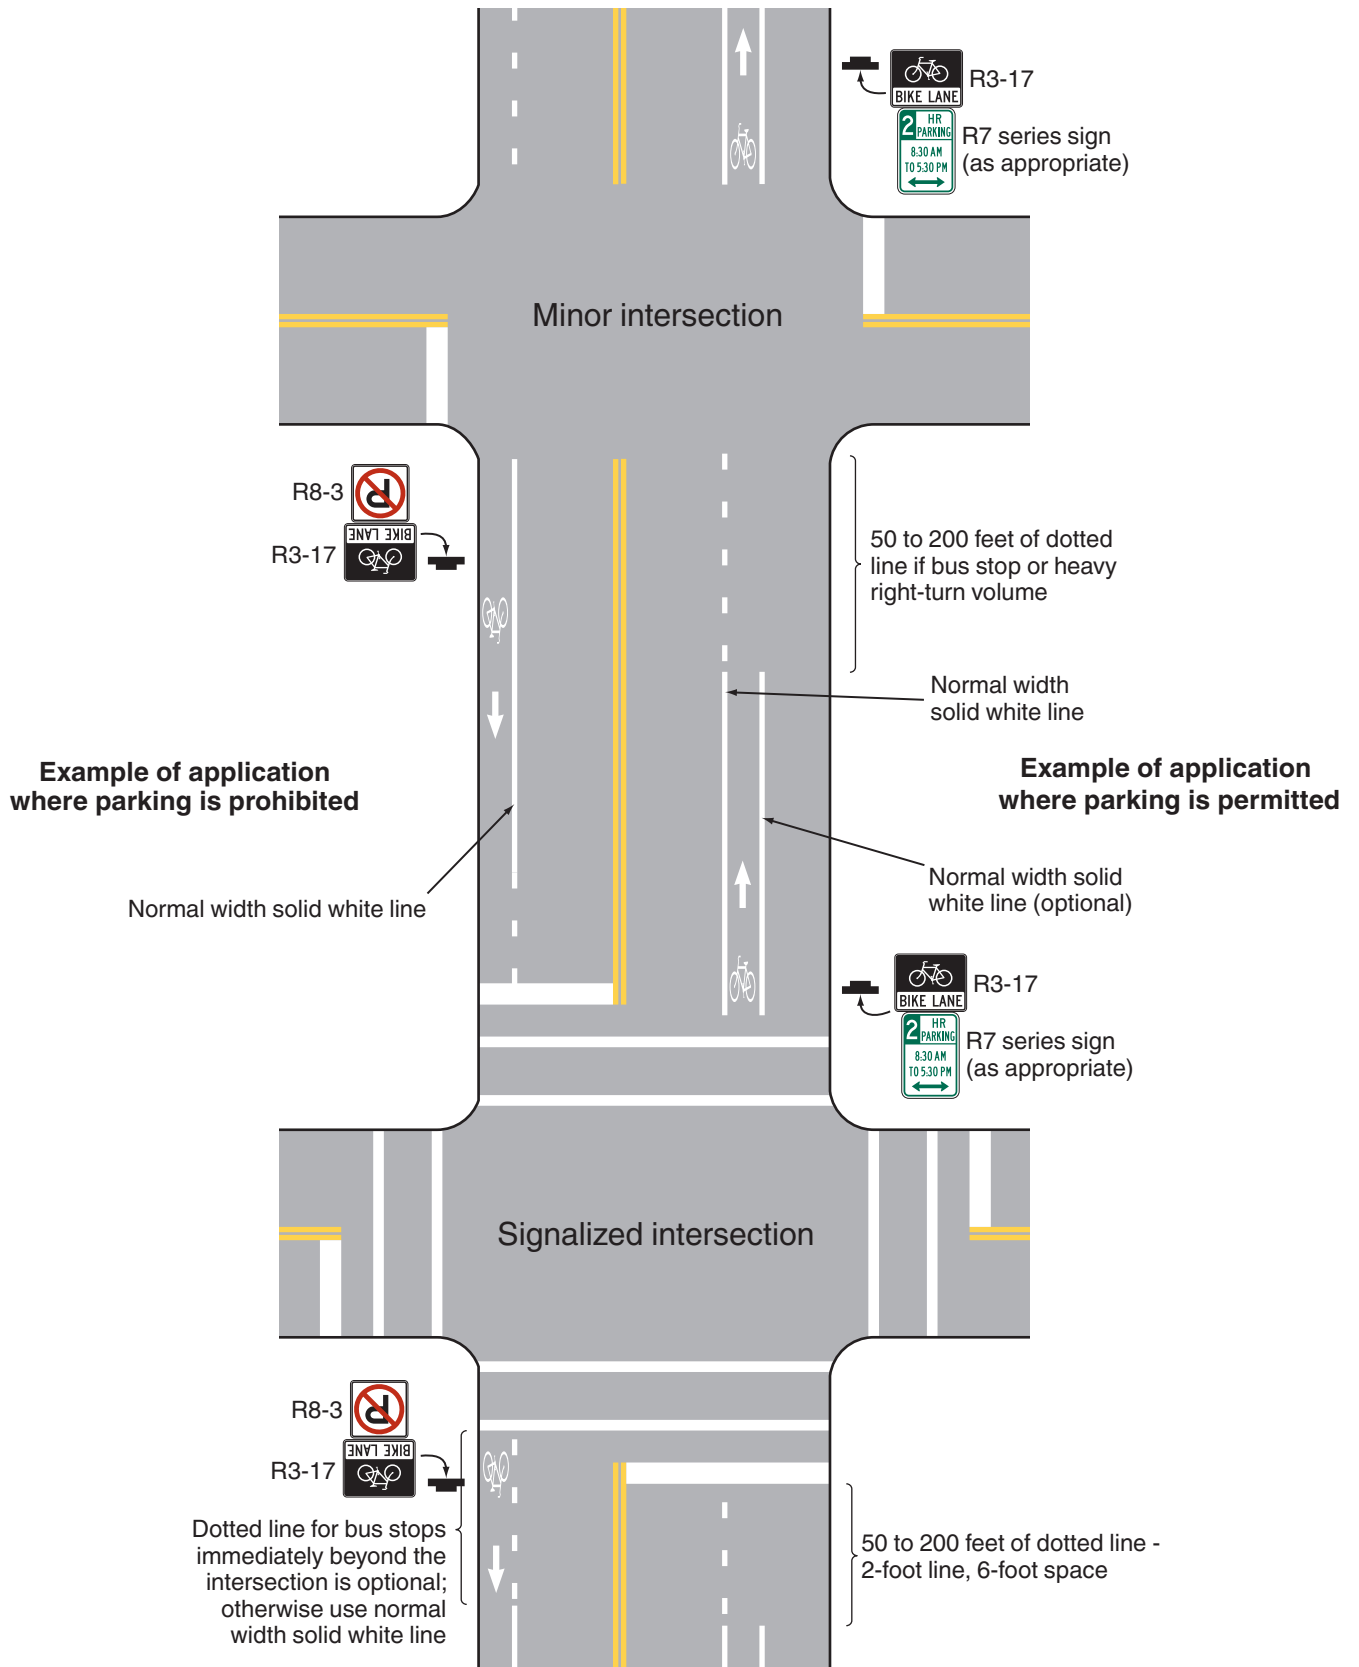 R3-17
BIKE LANE
2 HR
PARKING
8:30 AM
TO 5:30 PM
R7 series sign
(as appropriate)
Minor intersection
R8-3
P
R3-17
BIKE LANE
50 to 200 feet of dotted
line if bus stop or heavy
right-turn volume
Normal width
solid white line
Example of application
where parking is prohibited
Example of application
where parking is permitted
Normal width solid white line
Normal width solid
white line (optional)
R3-17
BIKE LANE
2 HR
PARKING
8:30 AM
TO 5:30 PM
R7 series sign
(as appropriate)
Signalized intersection
R8-3
P
R3-17
BIKE LANE
Dotted line for bus stops
immediately beyond the
intersection is optional;
otherwise use normal
width solid white line
50 to 200 feet of dotted line -
2-foot line, 6-foot space